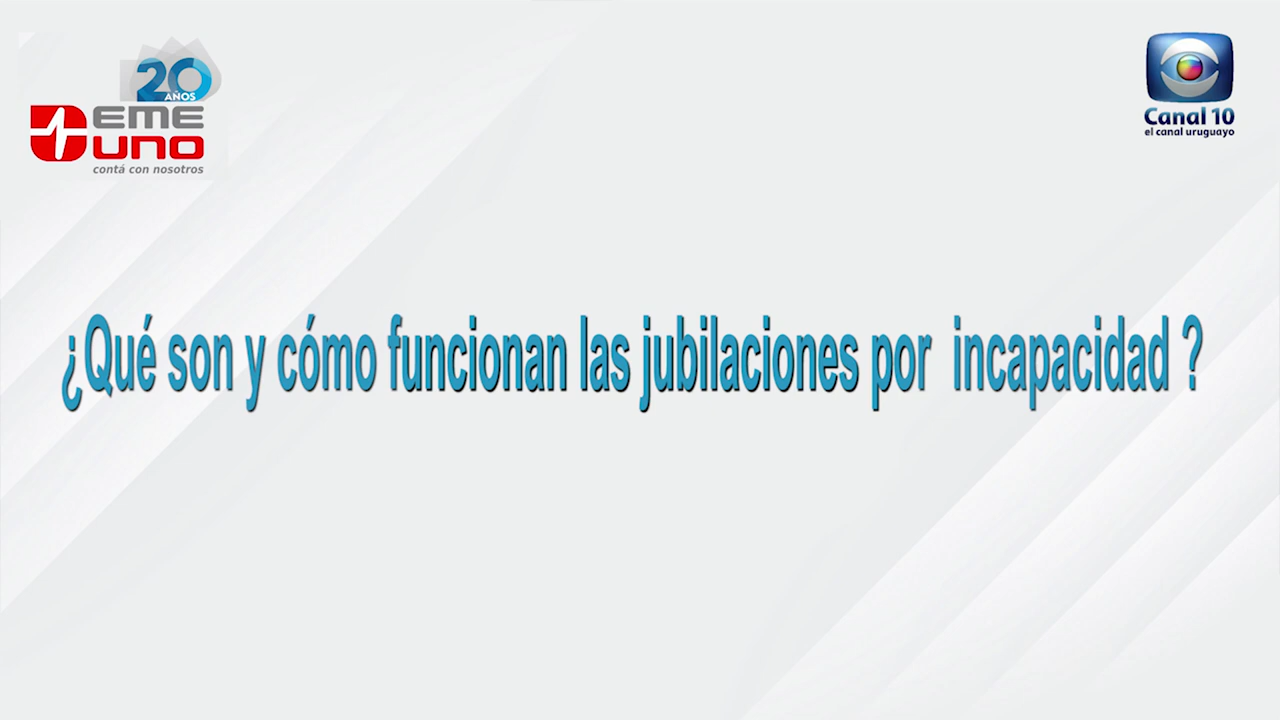 20
AÑOS
EME
UNO
contá con nosotros
Canal 10
el canal uruguayo
¿Qué son y cómo funcionan las jubilaciones por incapacidad ?